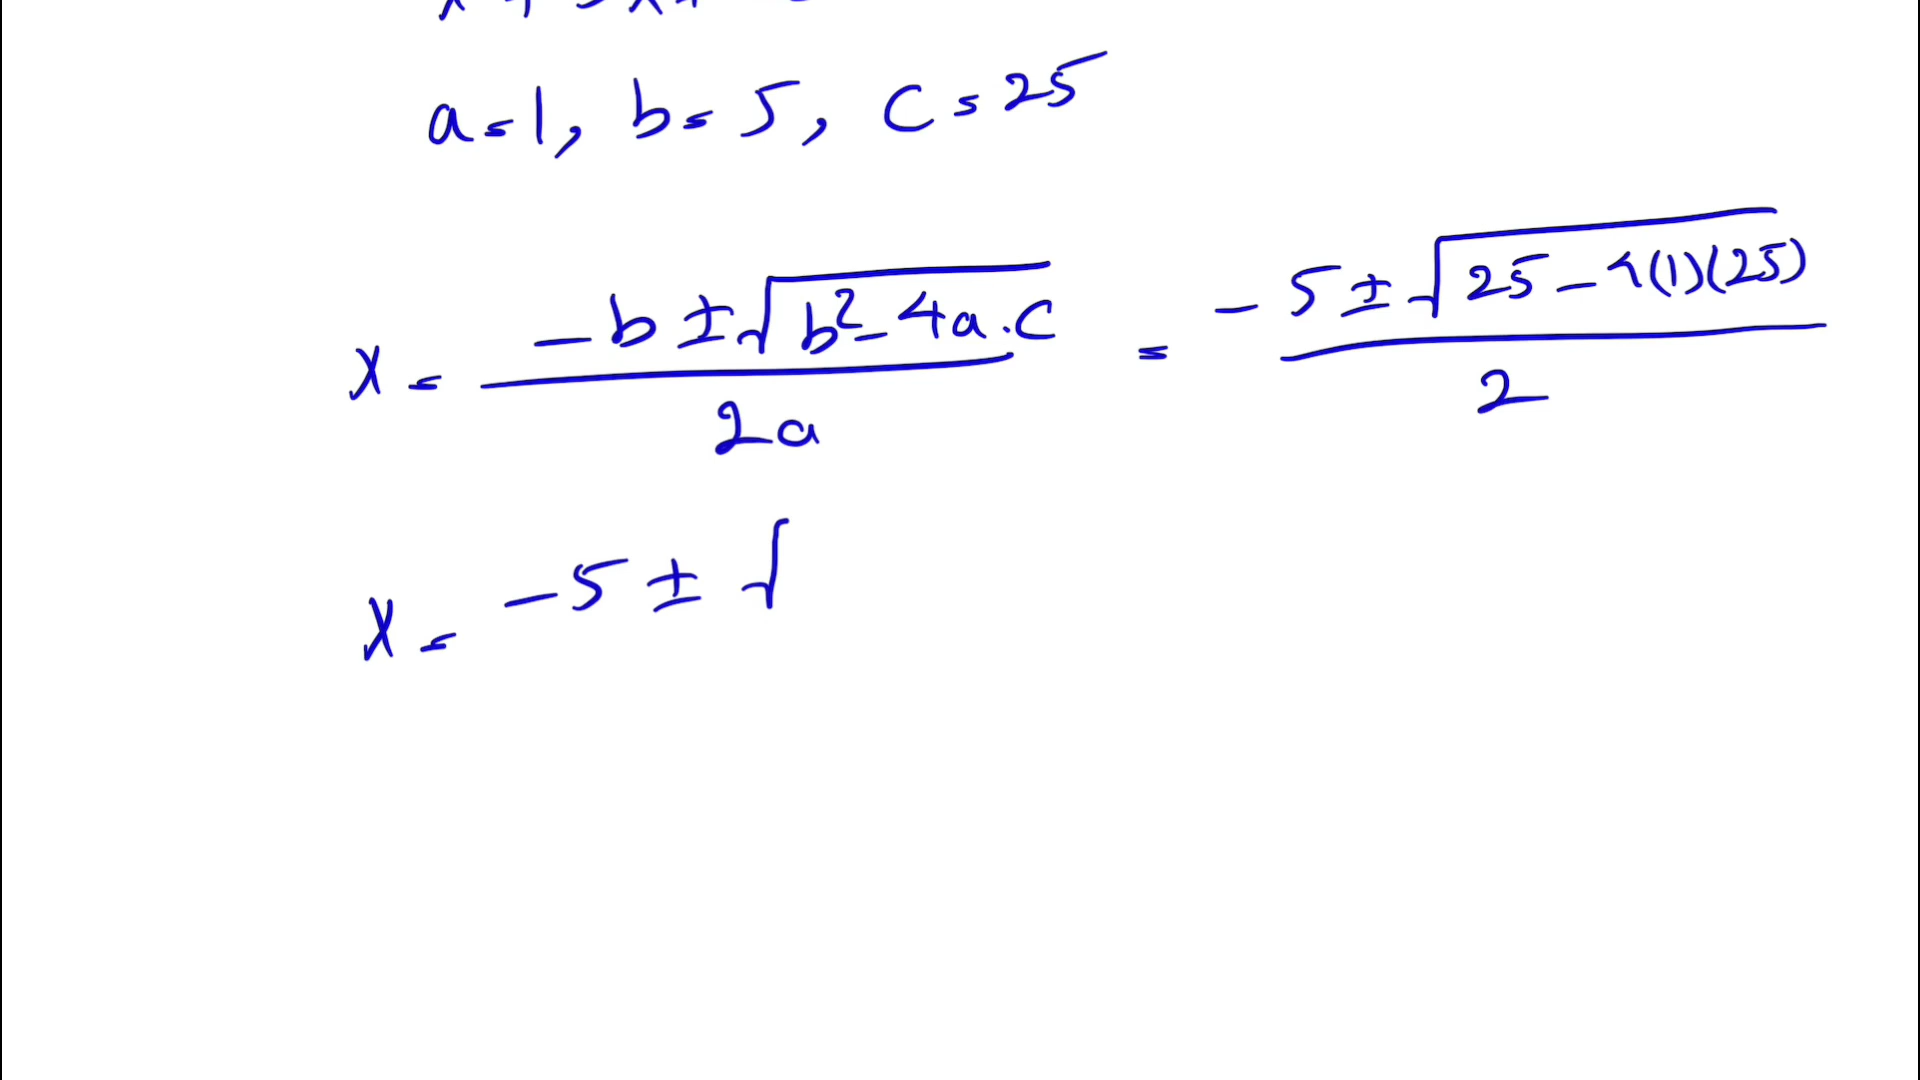 a=1, b=5, c=25
x = (-b ± √(b² - 4a·c)) / 2a = (-5 ± √(25 - 4(1)(25))) / 2
x = -5 ± √